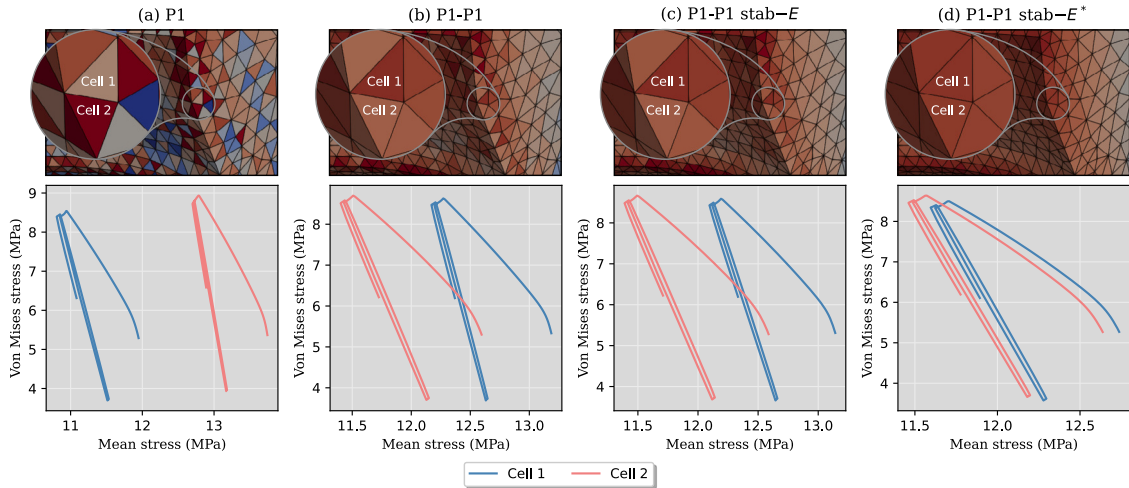 (a) P1
(b) P1-P1
(c) P1-P1 stab−E
(d) P1-P1 stab−E*
Cell 1
Cell 2
Cell 1
Cell 2
Cell 1
Cell 2
Cell 1
Cell 2
Von Mises stress (MPa)
9
8
7
6
5
4
11
12
13
Mean stress (MPa)
Von Mises stress (MPa)
8
7
6
5
4
11.5
12.0
12.5
13.0
Mean stress (MPa)
Von Mises stress (MPa)
8
7
6
5
4
11.5
12.0
12.5
13.0
Mean stress (MPa)
Von Mises stress (MPa)
8
7
6
5
4
11.5
12.0
12.5
Mean stress (MPa)
Cell 1
Cell 2